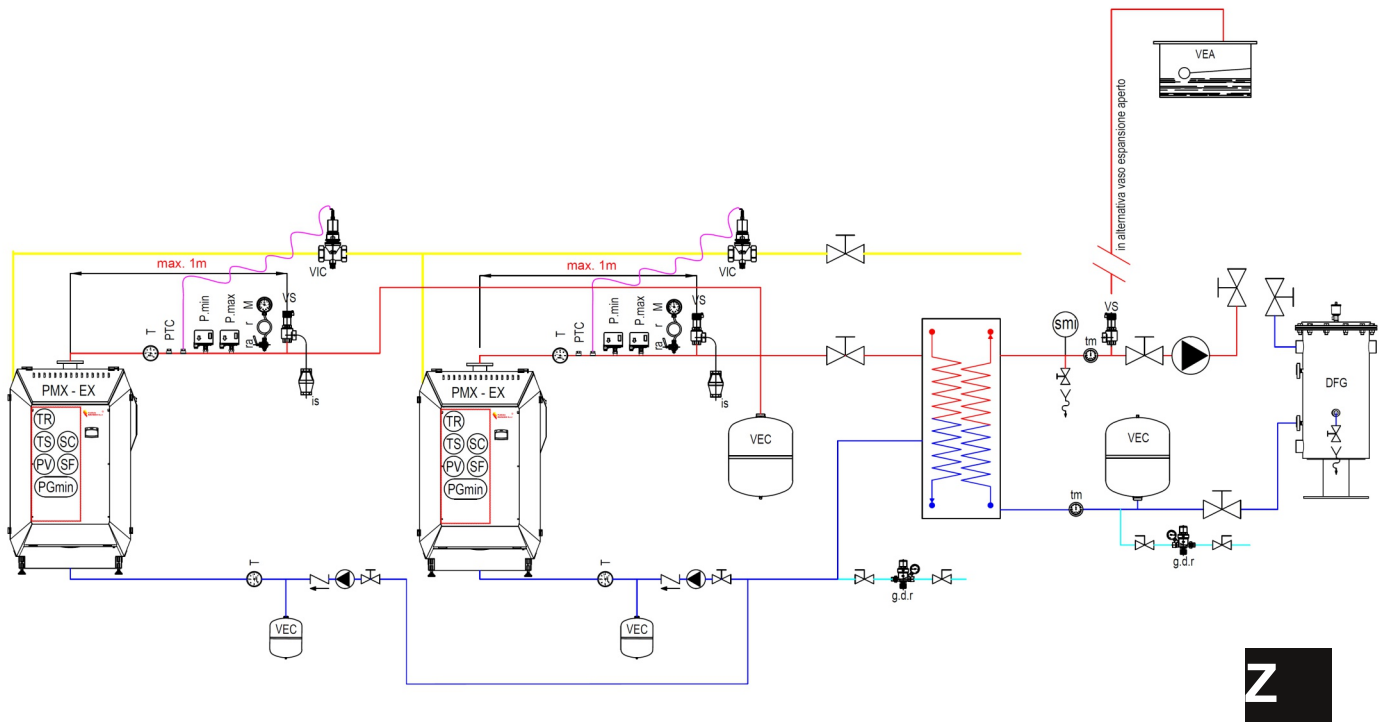 VEA
in alternativa vaso espansione aperto
VIC
VIC
max. 1m
max. 1m
T
PTC
P.min
P.max
M
r
ra
VS
is
T
PTC
P.min
P.max
M
r
ra
VS
is
smi
tm
VS
DFG
PMX - EX
TR
TS
SC
PV
SF
PGmin
PMX - EX
TR
TS
SC
PV
SF
PGmin
VEC
VEC
tm
T
T
g.d.r
g.d.r
VEC
VEC
Z